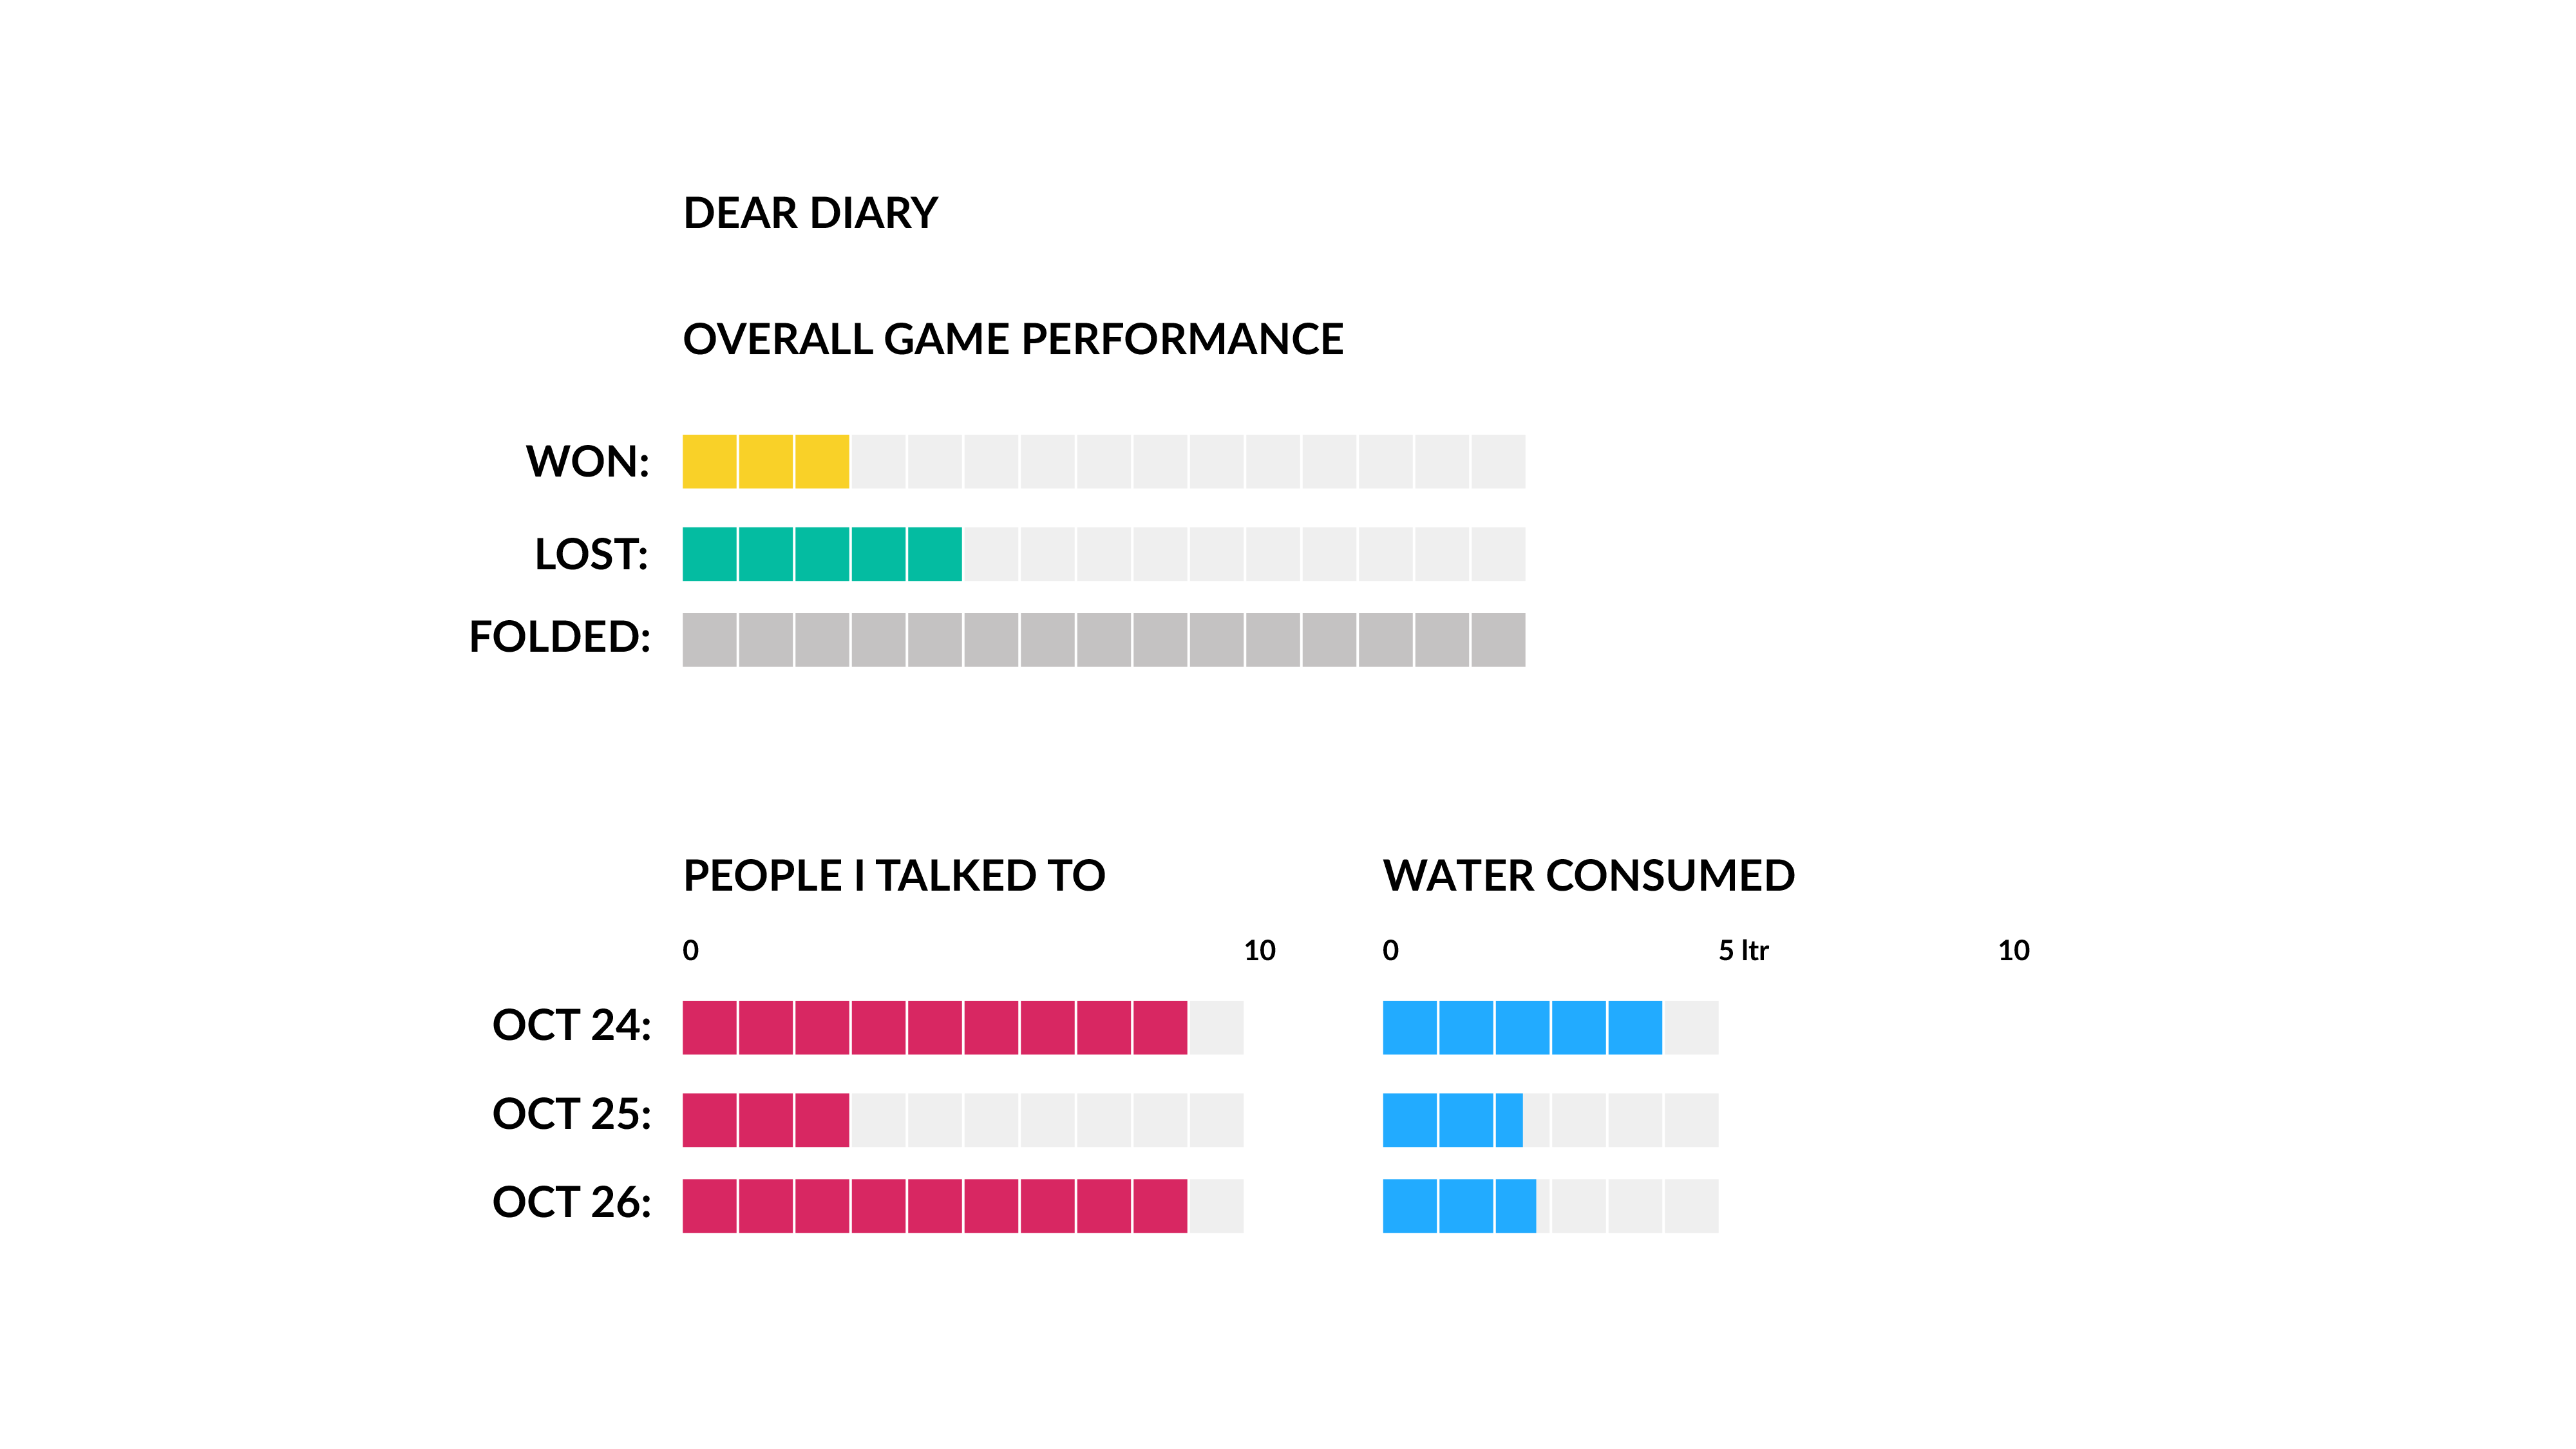 DEAR DIARY
OVERALL GAME PERFORMANCE
WON:
LOST:
FOLDED:
PEOPLE I TALKED TO
WATER CONSUMED
0 10 0 5 ltr 10
OCT 24:
OCT 25:
OCT 26: